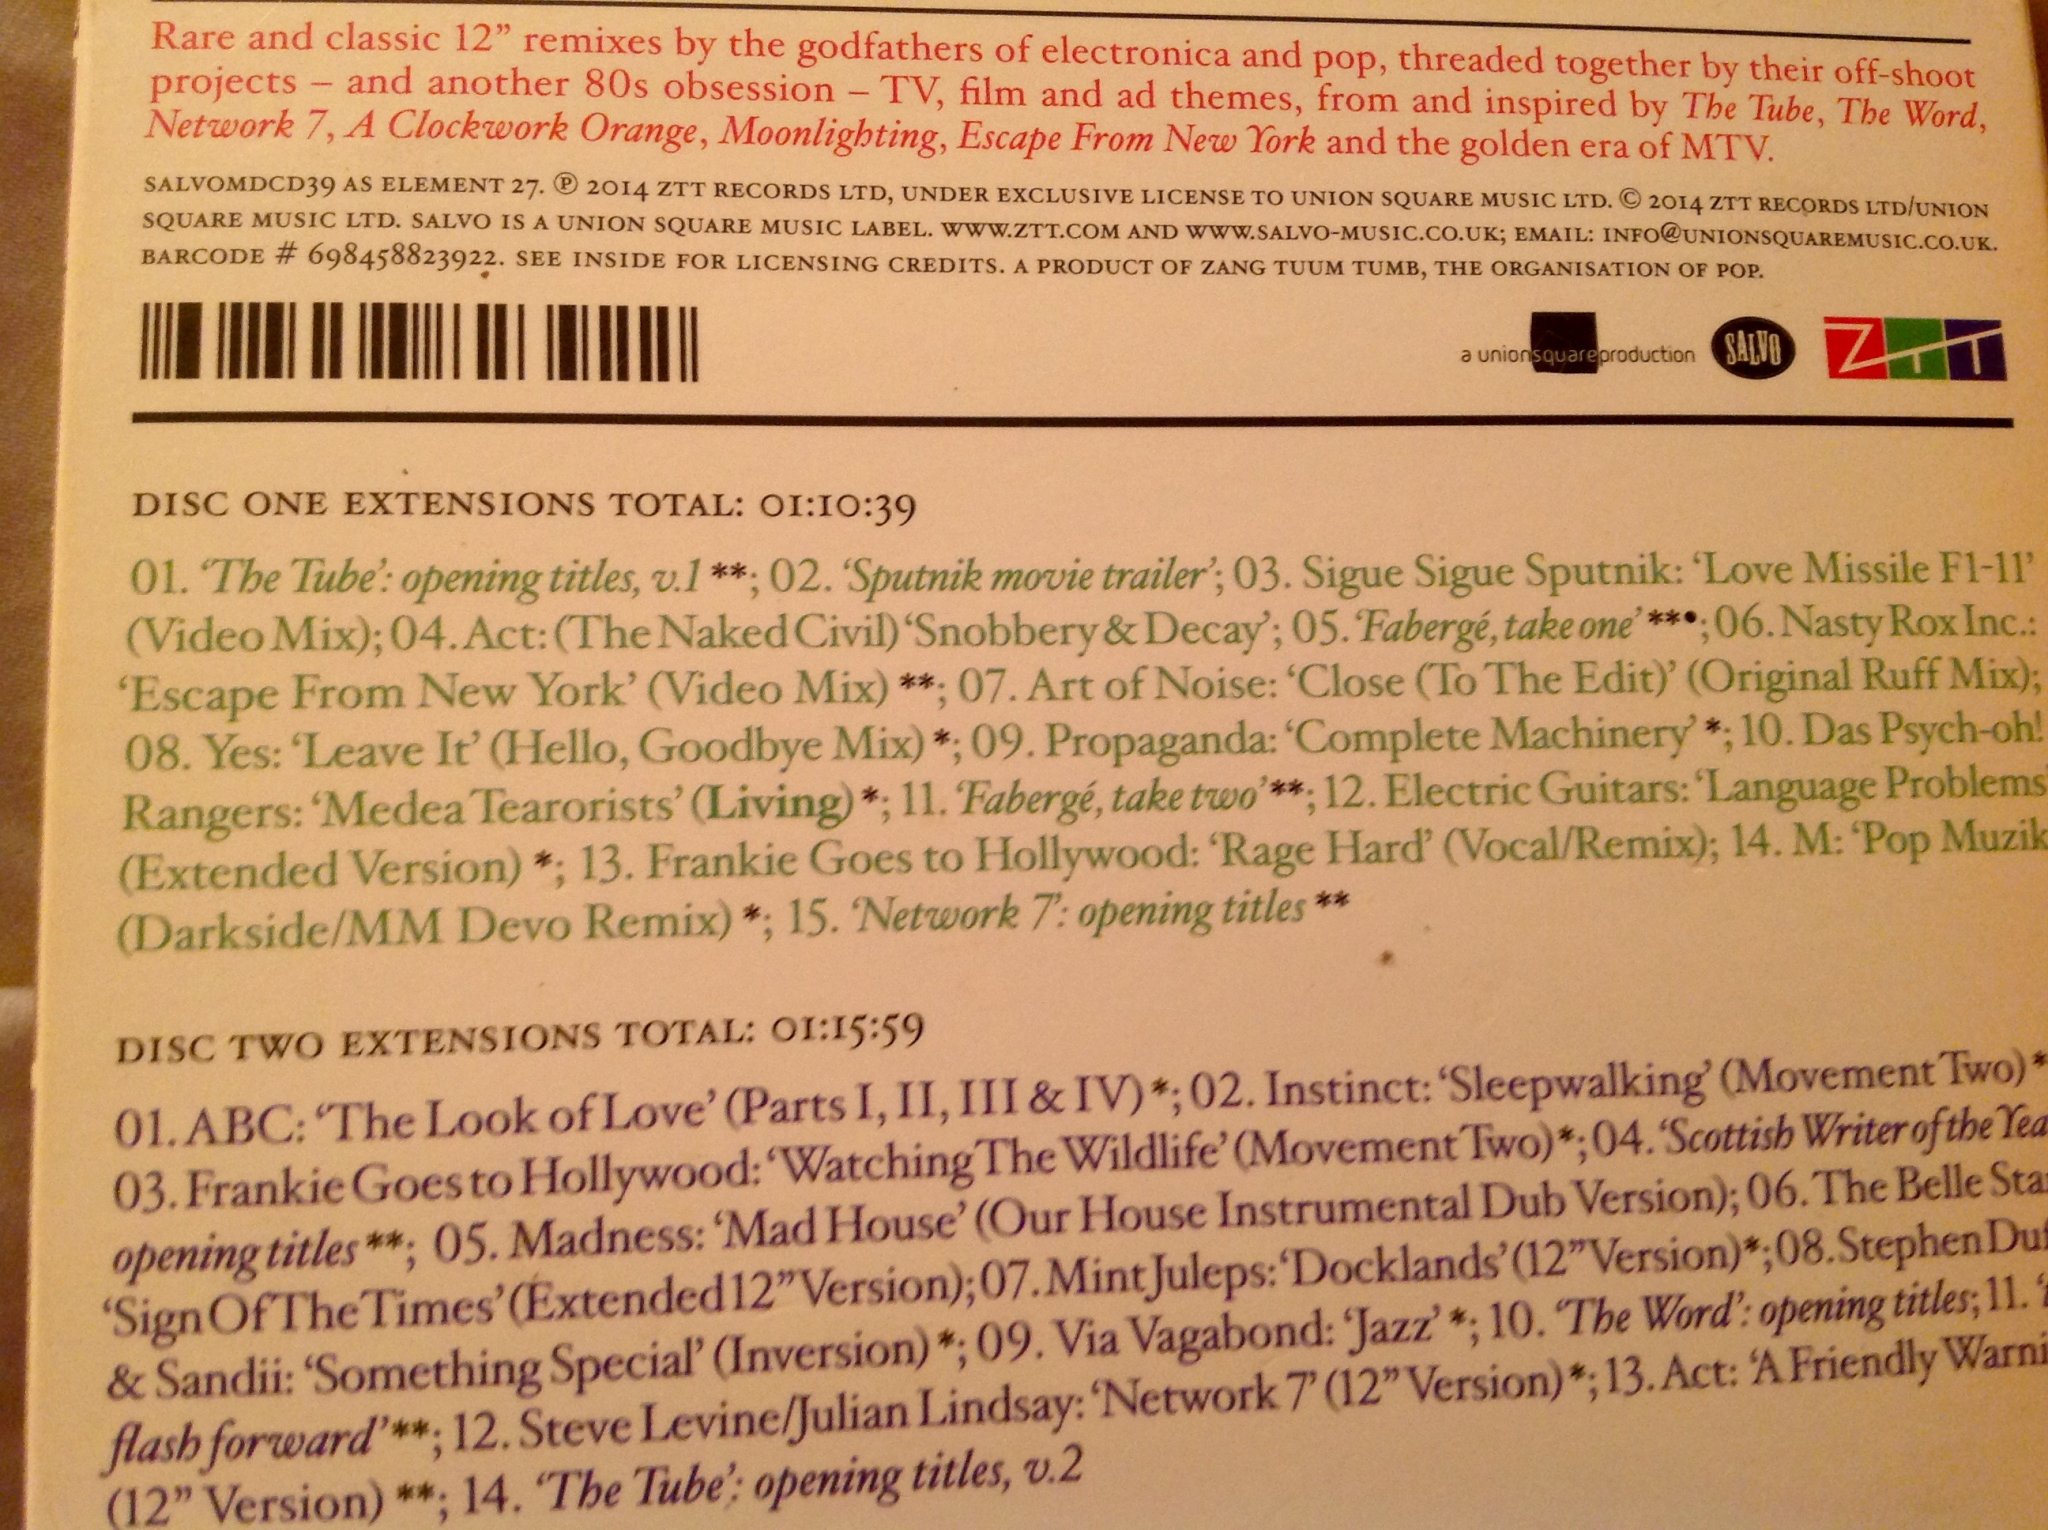 Rare and classic 12” remixes by the godfathers of electronica and pop, threaded together by their off-shoot
projects – and another 80s obsession – TV, film and ad themes, from and inspired by The Tube, The Word,
Network 7, A Clockwork Orange, Moonlighting, Escape From New York and the golden era of MTV.
SALVOMDCD39 AS ELEMENT 27. ℗ 2014 ZTT RECORDS LTD, UNDER EXCLUSIVE LICENSE TO UNION SQUARE MUSIC LTD. © 2014 ZTT RECORDS LTD/UNION
SQUARE MUSIC LTD. SALVO IS A UNION SQUARE MUSIC LABEL. WWW.ZTT.COM AND WWW.SALVO-MUSIC.CO.UK; EMAIL: INFO@UNIONSQUAREMUSIC.CO.UK.
BARCODE # 698458823922. SEE INSIDE FOR LICENSING CREDITS. A PRODUCT OF ZANG TUUM TUMB, THE ORGANISATION OF POP.
a unionsquareproduction SALVO ZTT
DISC ONE EXTENSIONS TOTAL: 01:10:39
01. ‘The Tube’: opening titles, v.1 **; 02. ‘Sputnik movie trailer’; 03. Sigue Sigue Sputnik: ‘Love Missile F1-11’
(Video Mix); 04. Act: (The Naked Civil) ‘Snobbery & Decay’; 05. ‘Fabergé, take one’ **•; 06. Nasty Rox Inc.:
‘Escape From New York’ (Video Mix) **; 07. Art of Noise: ‘Close (To The Edit)’ (Original Ruff Mix);
08. Yes: ‘Leave It’ (Hello, Goodbye Mix) *; 09. Propaganda: ‘Complete Machinery’ *; 10. Das Psych-oh!
Rangers: ‘Medea Tearorists’ (Living) *; 11. ‘Fabergé, take two’ **; 12. Electric Guitars: ‘Language Problems’
(Extended Version) *; 13. Frankie Goes to Hollywood: ‘Rage Hard’ (Vocal/Remix); 14. M: ‘Pop Muzik
(Darkside/MM Devo Remix) *; 15. ‘Network 7’: opening titles **
DISC TWO EXTENSIONS TOTAL: 01:15:59
01. ABC: ‘The Look of Love’ (Parts I, II, III & IV) *; 02. Instinct: ‘Sleepwalking’ (Movement Two) *
03. Frankie Goes to Hollywood: ‘Watching The Wildlife’ (Movement Two) *; 04. ‘Scottish Writer of the Yea
opening titles **; 05. Madness: ‘Mad House’ (Our House Instrumental Dub Version); 06. The Belle Sta
‘Sign Of The Times’ (Extended 12” Version); 07. Mint Juleps: ‘Docklands’ (12” Version) *; 08. Stephen Duf
& Sandii: ‘Something Special’ (Inversion) *; 09. Via Vagabond: ‘Jazz’ *; 10. ‘The Word’: opening titles; 11. ‘
flash forward’ **; 12. Steve Levine/Julian Lindsay: ‘Network 7’ (12” Version) *; 13. Act: ‘A Friendly Warni
(12” Version) **; 14. ‘The Tube’: opening titles, v.2